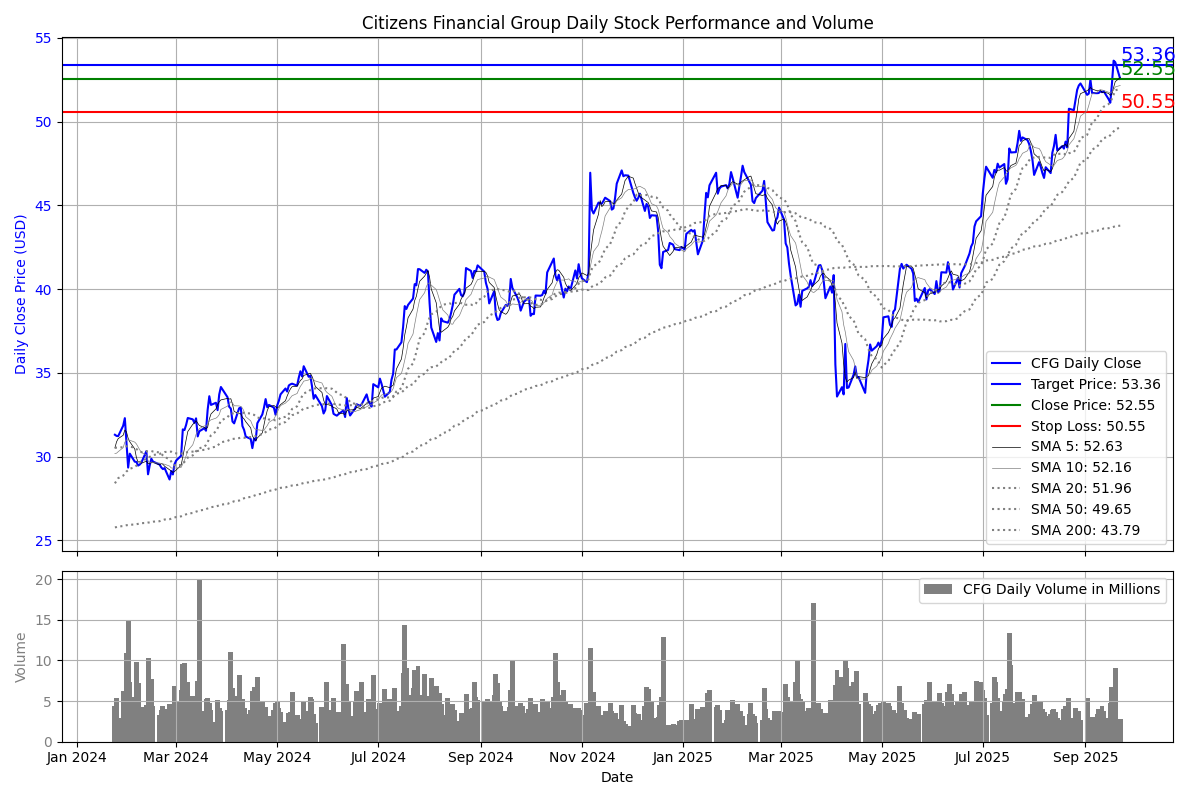 Citizens Financial Group Daily Stock Performance and Volume
Daily Close Price (USD)
55
50
45
40
35
30
25
53.36
52.55
50.55
CFG Daily Close
Target Price: 53.36
Close Price: 52.55
Stop Loss: 50.55
SMA 5: 52.63
SMA 10: 52.16
SMA 20: 51.96
SMA 50: 49.65
SMA 200: 43.79
Volume
20
15
10
5
0
CFG Daily Volume in Millions
Jan 2024
Mar 2024
May 2024
Jul 2024
Sep 2024
Nov 2024
Jan 2025
Mar 2025
May 2025
Jul 2025
Sep 2025
Date